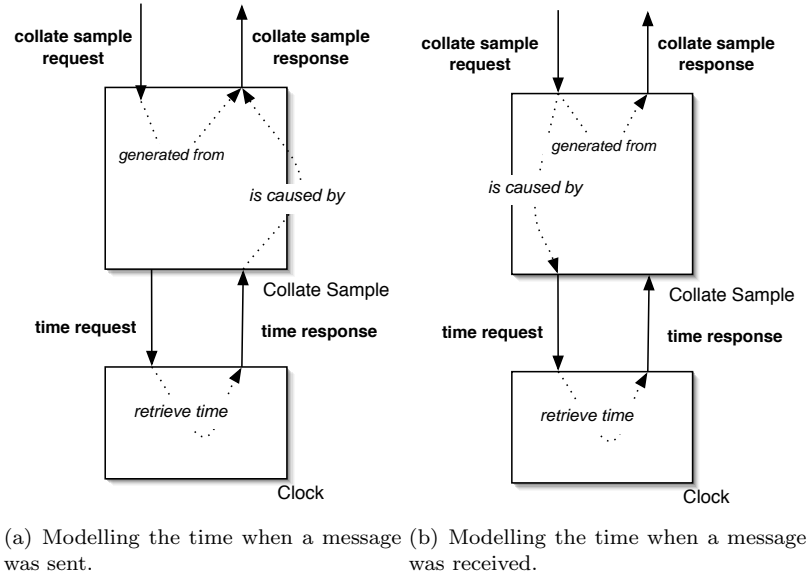 collate sample
request
collate sample
response
generated from
is caused by
Collate Sample
time request
time response
retrieve time
Clock
(a) Modelling the time when a message
was sent.
collate sample
request
collate sample
response
generated from
is caused by
Collate Sample
time request
time response
retrieve time
Clock
(b) Modelling the time when a message
was received.